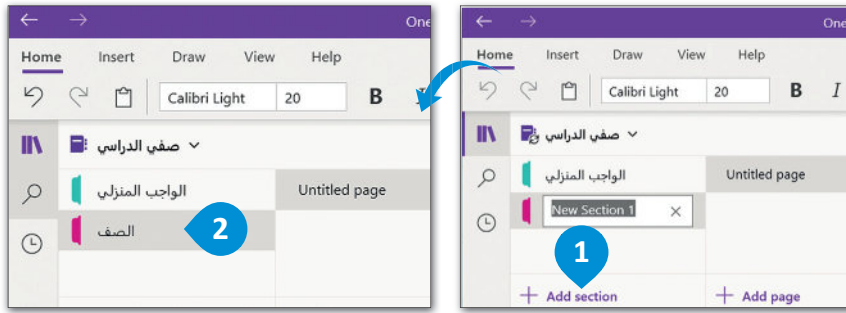 One
Home Insert Draw View Help
Calibri Light 20 B I
صفي الدراسي
الواجب المنزلي
Untitled page
الصف
2
One
Home Insert Draw View Help
Calibri Light 20 B I
صفي الدراسي
الواجب المنزلي
Untitled page
New Section 1
1
+ Add section
+ Add page